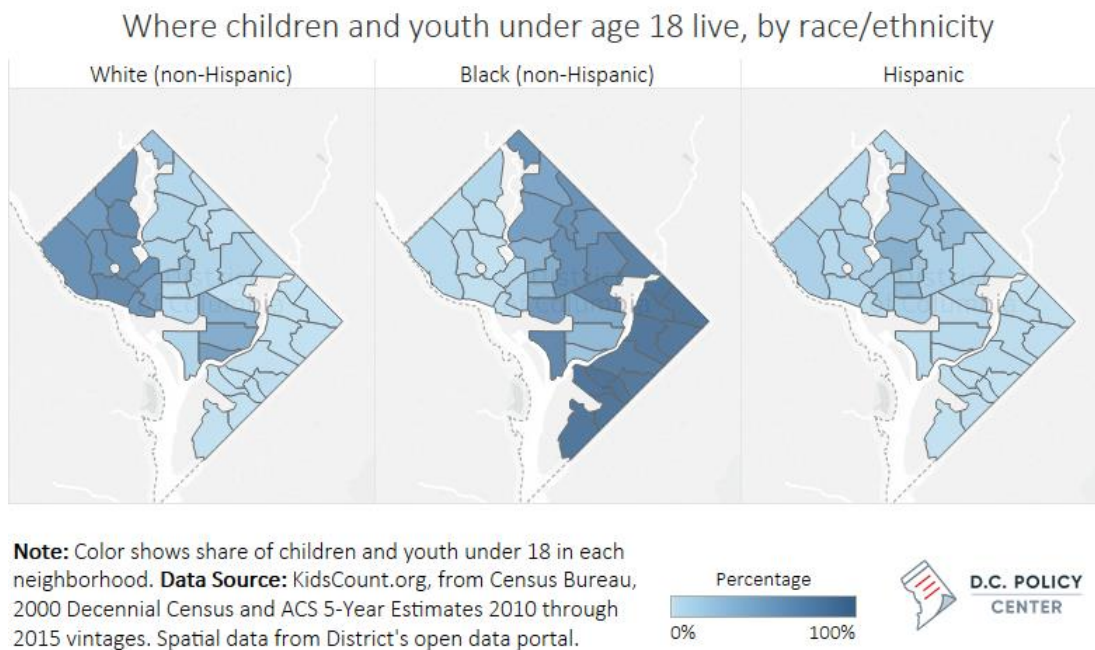 Where children and youth under age 18 live, by race/ethnicity
White (non-Hispanic)
Black (non-Hispanic)
Hispanic
Note: Color shows share of children and youth under 18 in each
neighborhood. Data Source: KidsCount.org, from Census Bureau,
2000 Decennial Census and ACS 5-Year Estimates 2010 through
2015 vintages. Spatial data from District's open data portal.
Percentage
0%
100%
D.C. POLICY
CENTER